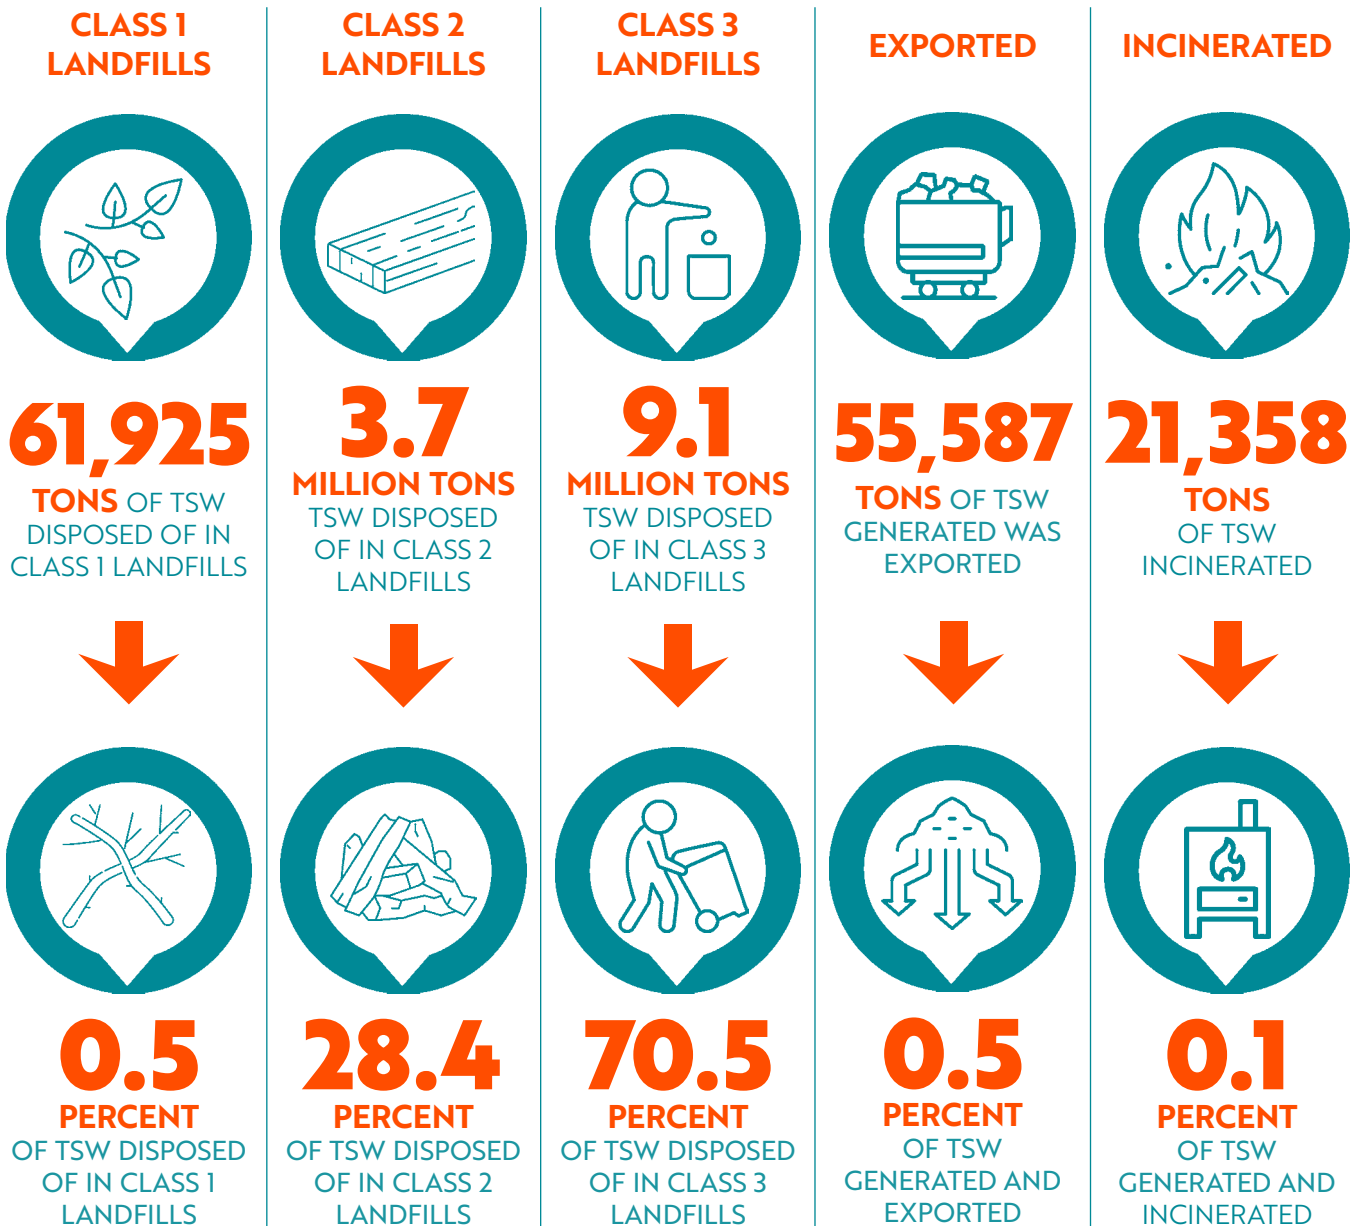 CLASS 1
LANDFILLS
61,925
TONS OF TSW
DISPOSED OF IN
CLASS 1 LANDFILLS
0.5
PERCENT
OF TSW DISPOSED
OF IN CLASS 1
LANDFILLS
CLASS 2
LANDFILLS
3.7
MILLION TONS
TSW DISPOSED
OF IN CLASS 2
LANDFILLS
28.4
PERCENT
OF TSW DISPOSED
OF IN CLASS 2
LANDFILLS
CLASS 3
LANDFILLS
9.1
MILLION TONS
TSW DISPOSED
OF IN CLASS 3
LANDFILLS
70.5
PERCENT
OF TSW DISPOSED
OF IN CLASS 3
LANDFILLS
EXPORTED
55,587
TONS OF TSW
GENERATED WAS
EXPORTED
0.5
PERCENT
OF TSW
GENERATED AND
EXPORTED
INCINERATED
21,358
TONS
OF TSW
INCINERATED
0.1
PERCENT
OF TSW
GENERATED AND
INCINERATED